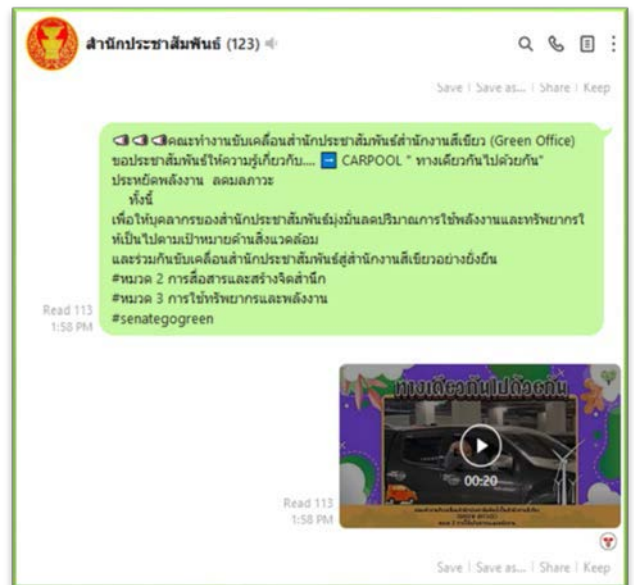 สำนักประชาสัมพันธ์ (123)
Save | Save as... | Share | Keep
คณะทำงานขับเคลื่อนสำนักประชาสัมพันธ์สำนักงานสีเขียว (Green Office)
ขอประชาสัมพันธ์ให้ความรู้เกี่ยวกับ.... CARPOOL " ทางเดียวกันไปด้วยกัน"
ประหยัดพลังงาน ลดมลภาวะ
ทั้งนี้
เพื่อให้บุคลากรของสำนักประชาสัมพันธ์มุ่งมั่นลดปริมาณการใช้พลังงานและทรัพยากรใ
ห้เป็นไปตามเป้าหมายด้านสิ่งแวดล้อม
และร่วมกันขับเคลื่อนสำนักประชาสัมพันธ์สู่สำนักงานสีเขียวอย่างยั่งยืน
#หมวด 2 การสื่อสารและสร้างจิตสำนึก
#หมวด 3 การใช้ทรัพยากรและพลังงาน
#senategogreen
Read 113
1:58 PM
ทางเดียวกันไปด้วยกัน
00:20
Read 113
1:58 PM
Save | Save as... | Share | Keep